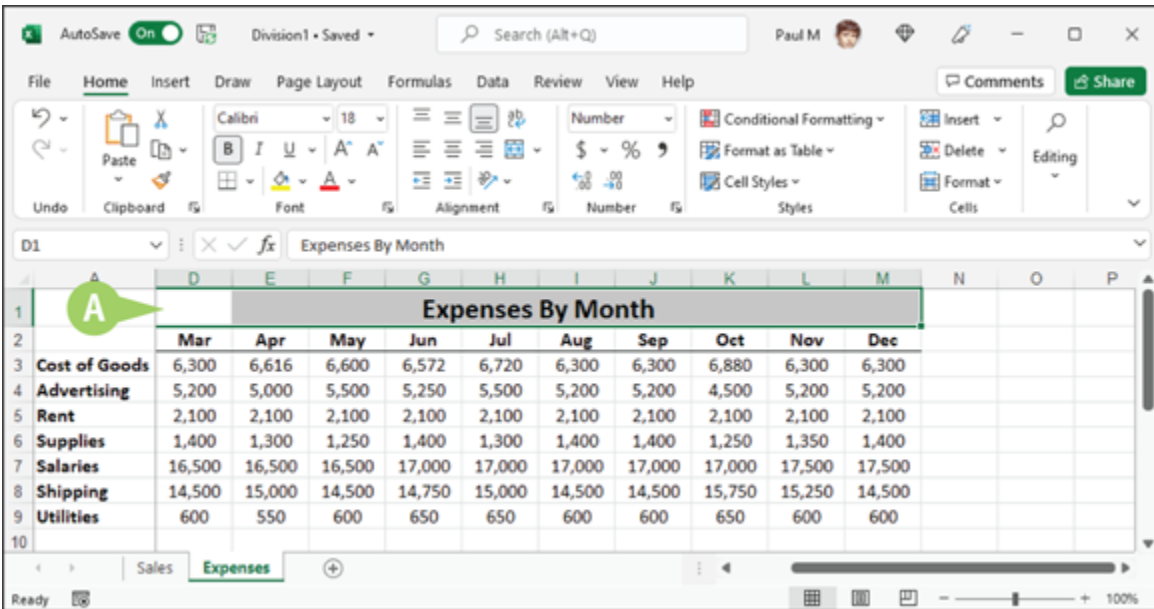 AutoSave On Division1 • Saved Search (Alt+Q) Paul M
File Home Insert Draw Page Layout Formulas Data Review View Help Comments Share
Calibri 18 Number Conditional Formatting Insert
Paste B I U A A $ % Format as Table Delete Editing
A Cell Styles Format
Undo Clipboard Font Alignment Number Styles Cells
D1 fx Expenses By Month
A D E F G H I J K L M N O P
1 A Expenses By Month
2 Mar Apr May Jun Jul Aug Sep Oct Nov Dec
3 Cost of Goods 6,300 6,616 6,600 6,572 6,720 6,300 6,300 6,880 6,300 6,300
4 Advertising 5,200 5,000 5,500 5,250 5,500 5,200 5,200 4,500 5,200 5,200
5 Rent 2,100 2,100 2,100 2,100 2,100 2,100 2,100 2,100 2,100 2,100
6 Supplies 1,400 1,300 1,250 1,400 1,300 1,400 1,400 1,250 1,350 1,400
7 Salaries 16,500 16,500 16,500 17,000 17,000 17,000 17,000 17,000 17,500 17,500
8 Shipping 14,500 15,000 14,500 14,750 15,000 14,500 14,500 15,750 15,250 14,500
9 Utilities 600 550 600 650 650 600 600 650 600 600
10
Sales Expenses
Ready 100%